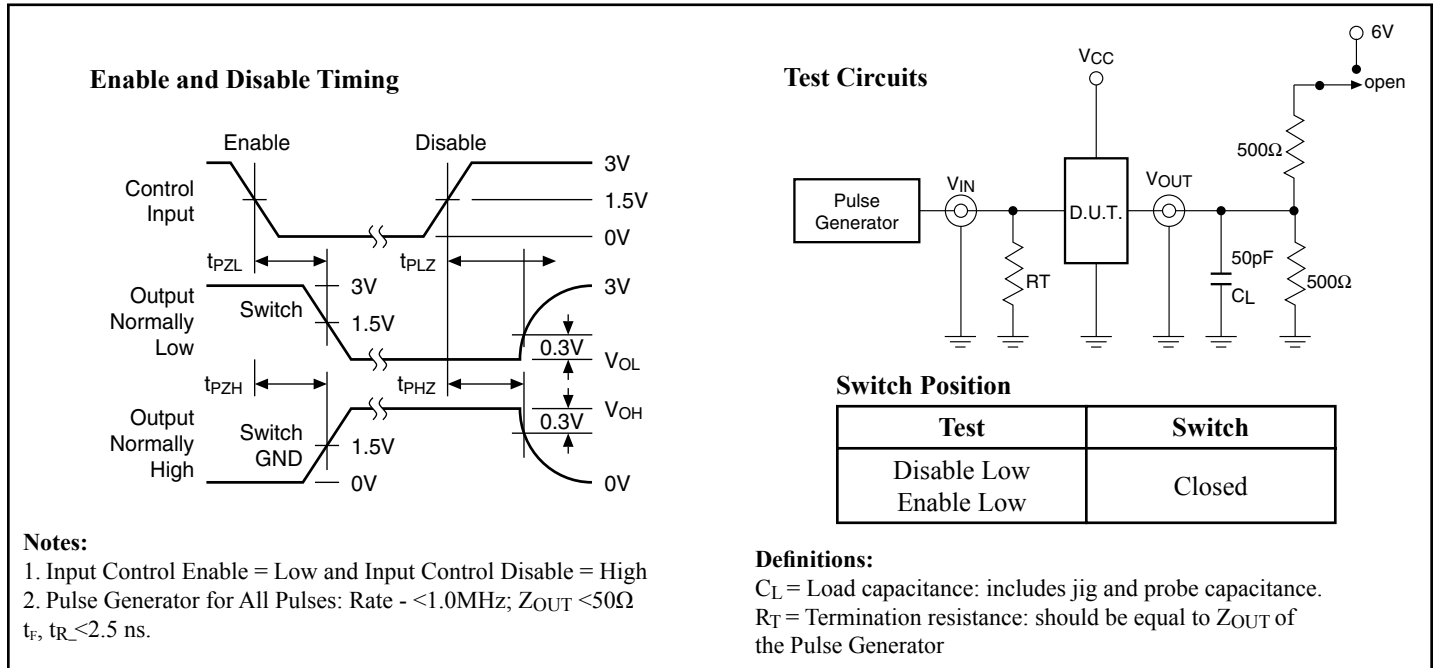 Enable and Disable Timing
Enable
Disable
3V
Control
Input
1.5V
0V
tPZL
tPLZ
Output
Normally
Low
Switch
3V
1.5V
3V
0.3V
VOL
tPZH
tPHZ
VOH
0.3V
Output
Normally
High
Switch
GND
1.5V
0V
0V
Notes:
1. Input Control Enable = Low and Input Control Disable = High
2. Pulse Generator for All Pulses: Rate - <1.0MHz; ZOUT <50Ω
tF, tR_<2.5 ns.
Test Circuits
6V
open
VCC
500Ω
Pulse
Generator
VIN
D.U.T.
VOUT
RT
50pF
CL
500Ω
Switch Position
Test
Switch
Disable Low
Enable Low
Closed
Definitions:
CL = Load capacitance: includes jig and probe capacitance.
RT = Termination resistance: should be equal to ZOUT of
the Pulse Generator